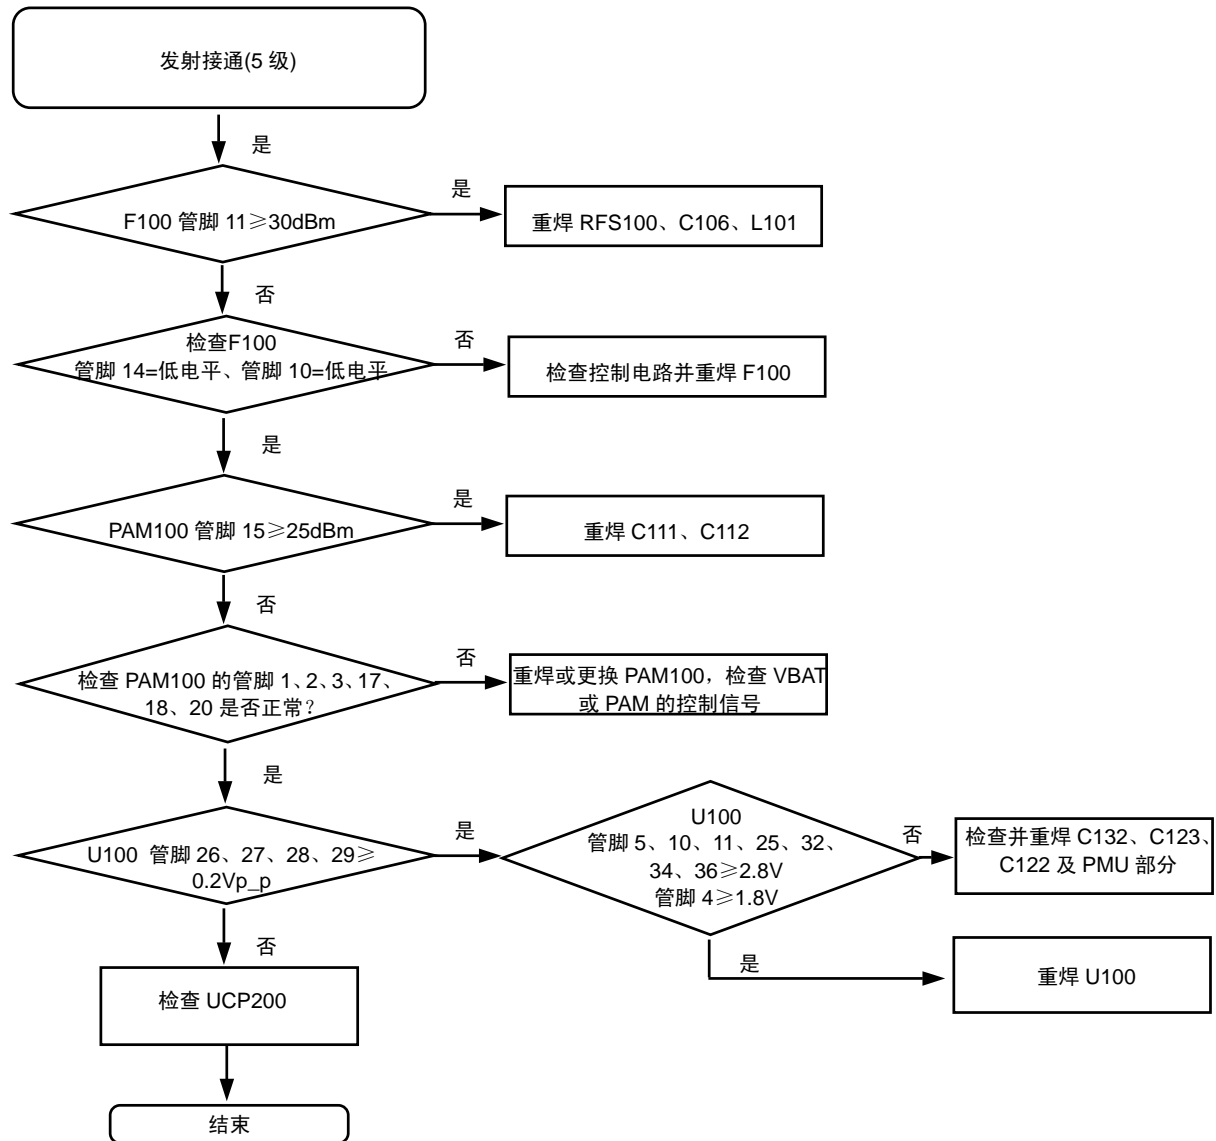 发射接通(5 级)
是
F100 管脚 11≥30dBm
是
重焊 RFS100、C106、L101
否
检查F100
管脚 14=低电平、管脚 10=低电平
否
检查控制电路并重焊 F100
是
PAM100 管脚 15≥25dBm
是
重焊 C111、C112
否
检查 PAM100 的管脚 1、2、3、17、
18、20 是否正常?
否
重焊或更换 PAM100，检查 VBAT
或 PAM 的控制信号
是
U100 管脚 26、27、28、29≥
0.2Vp_p
是
U100
管脚 5、10、11、25、32、
34、36≥2.8V
管脚 4≥1.8V
否
检查并重焊 C132、C123、
C122 及 PMU 部分
是
重焊 U100
否
检查 UCP200
结束